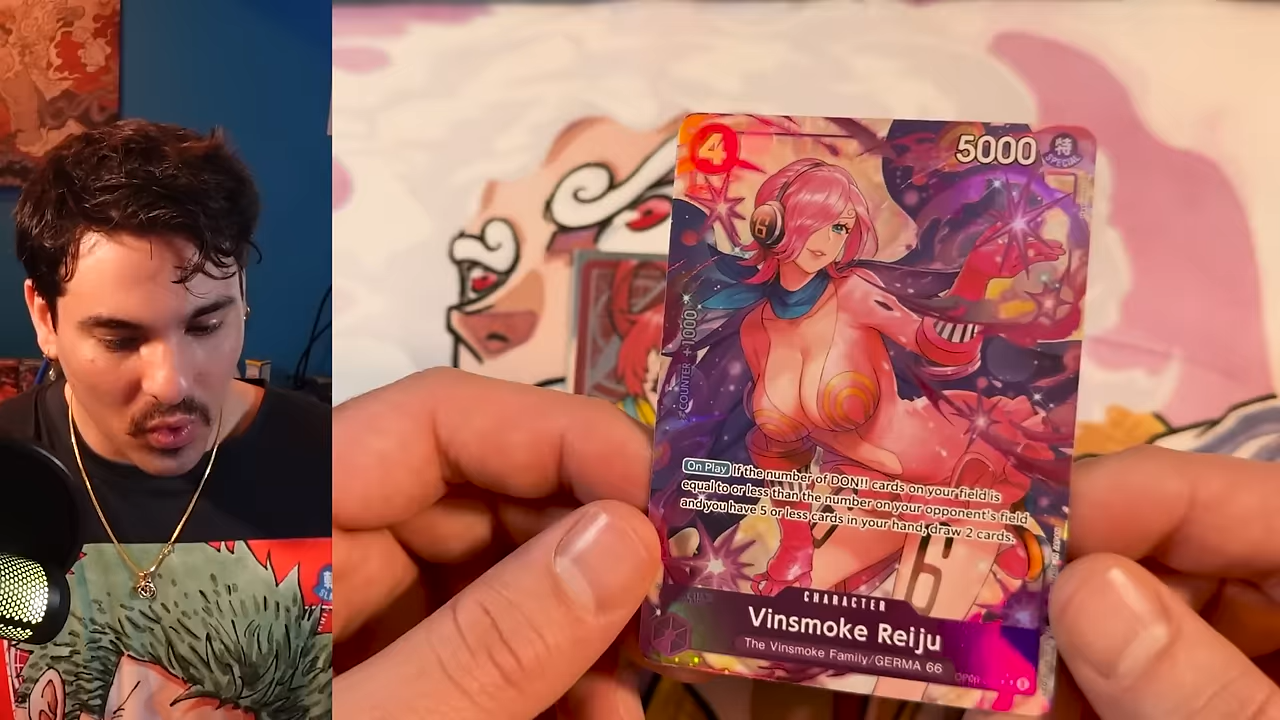 4
5000
特
SPECIAL
66
COUNTER +1000
On Play If the number of DON!! cards on your field is
equal to or less than the number on your opponent's field
and you have 5 or less cards in your hand, draw 2 cards.
6
CHARACTER
Vinsmoke Reiju
The Vinsmoke Family/GERMA 66